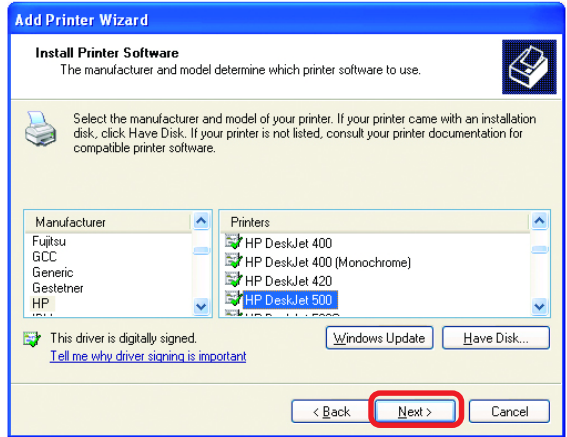 Add Printer Wizard
Install Printer Software
The manufacturer and model determine which printer software to use.
Select the manufacturer and model of your printer. If your printer came with an installation
disk, click Have Disk. If your printer is not listed, consult your printer documentation for
compatible printer software.
Manufacturer
Fujitsu
GCC
Generic
Gestetner
HP
Printers
HP DeskJet 400
HP DeskJet 400 (Monochrome)
HP DeskJet 420
HP DeskJet 500
This driver is digitally signed.
Tell me why driver signing is important
Windows Update
Have Disk...
< Back
Next >
Cancel